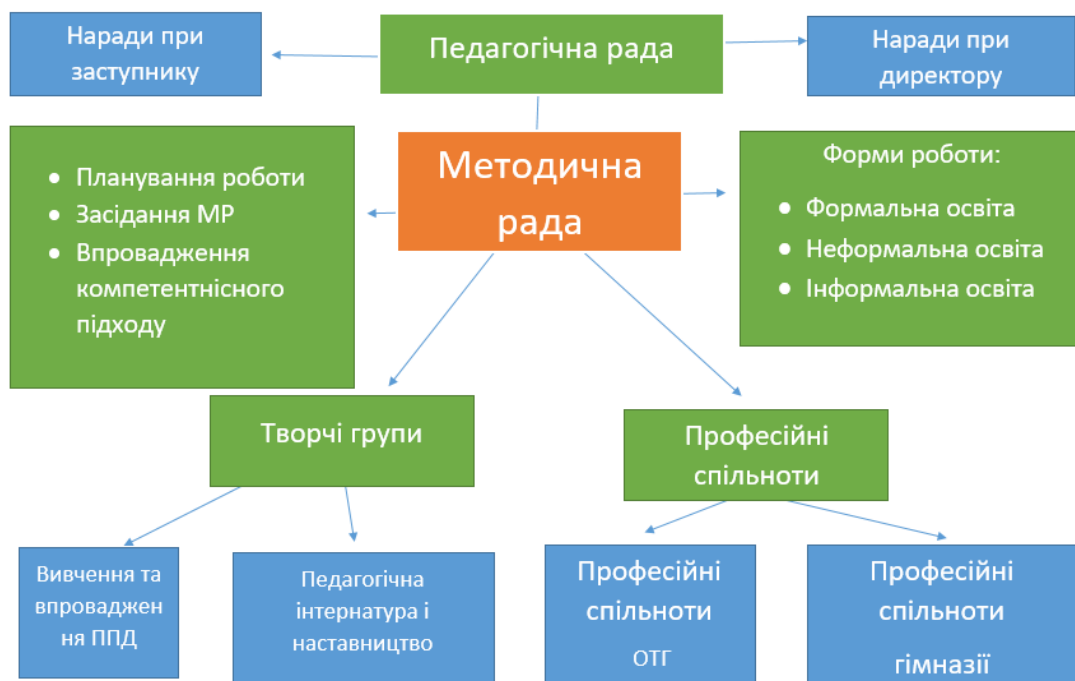 Наради при
заступнику
Педагогічна рада
Наради при
директору
• Планування роботи
• Засідання МР
• Впровадження
компетентнісного
підходу
Методична
рада
Форми роботи:
• Формальна освіта
• Неформальна освіта
• Інформальна освіта
Творчі групи
Професійні
спільноти
Вивчення та
впроваджен
ня ППД
Педагогічна
інтернатура і
наставництво
Професійні
спільноти
ОТГ
Професійні
спільноти
гімназії